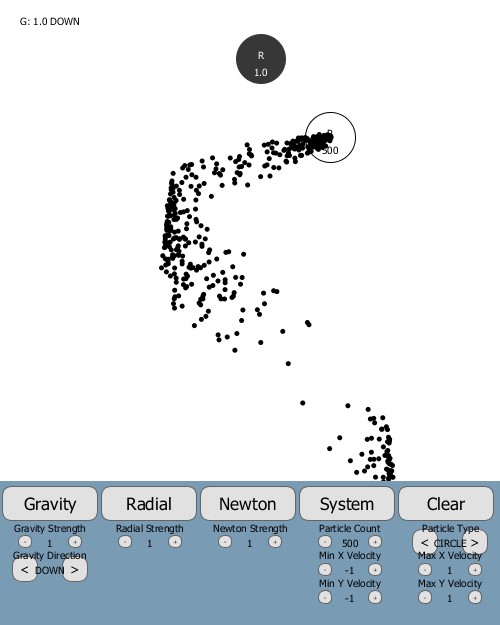 G: 1.0 DOWN
R
1.0
500
Gravity Radial Newton System Clear
Gravity Strength Radial Strength Newton Strength Particle Count Particle Type
- 1 + - 1 + - 1 + - 500 + < CIRCLE >
Gravity Direction Min X Velocity Max X Velocity
< DOWN > - -1 + - 1 +
Min Y Velocity Max Y Velocity
- -1 + - 1 +